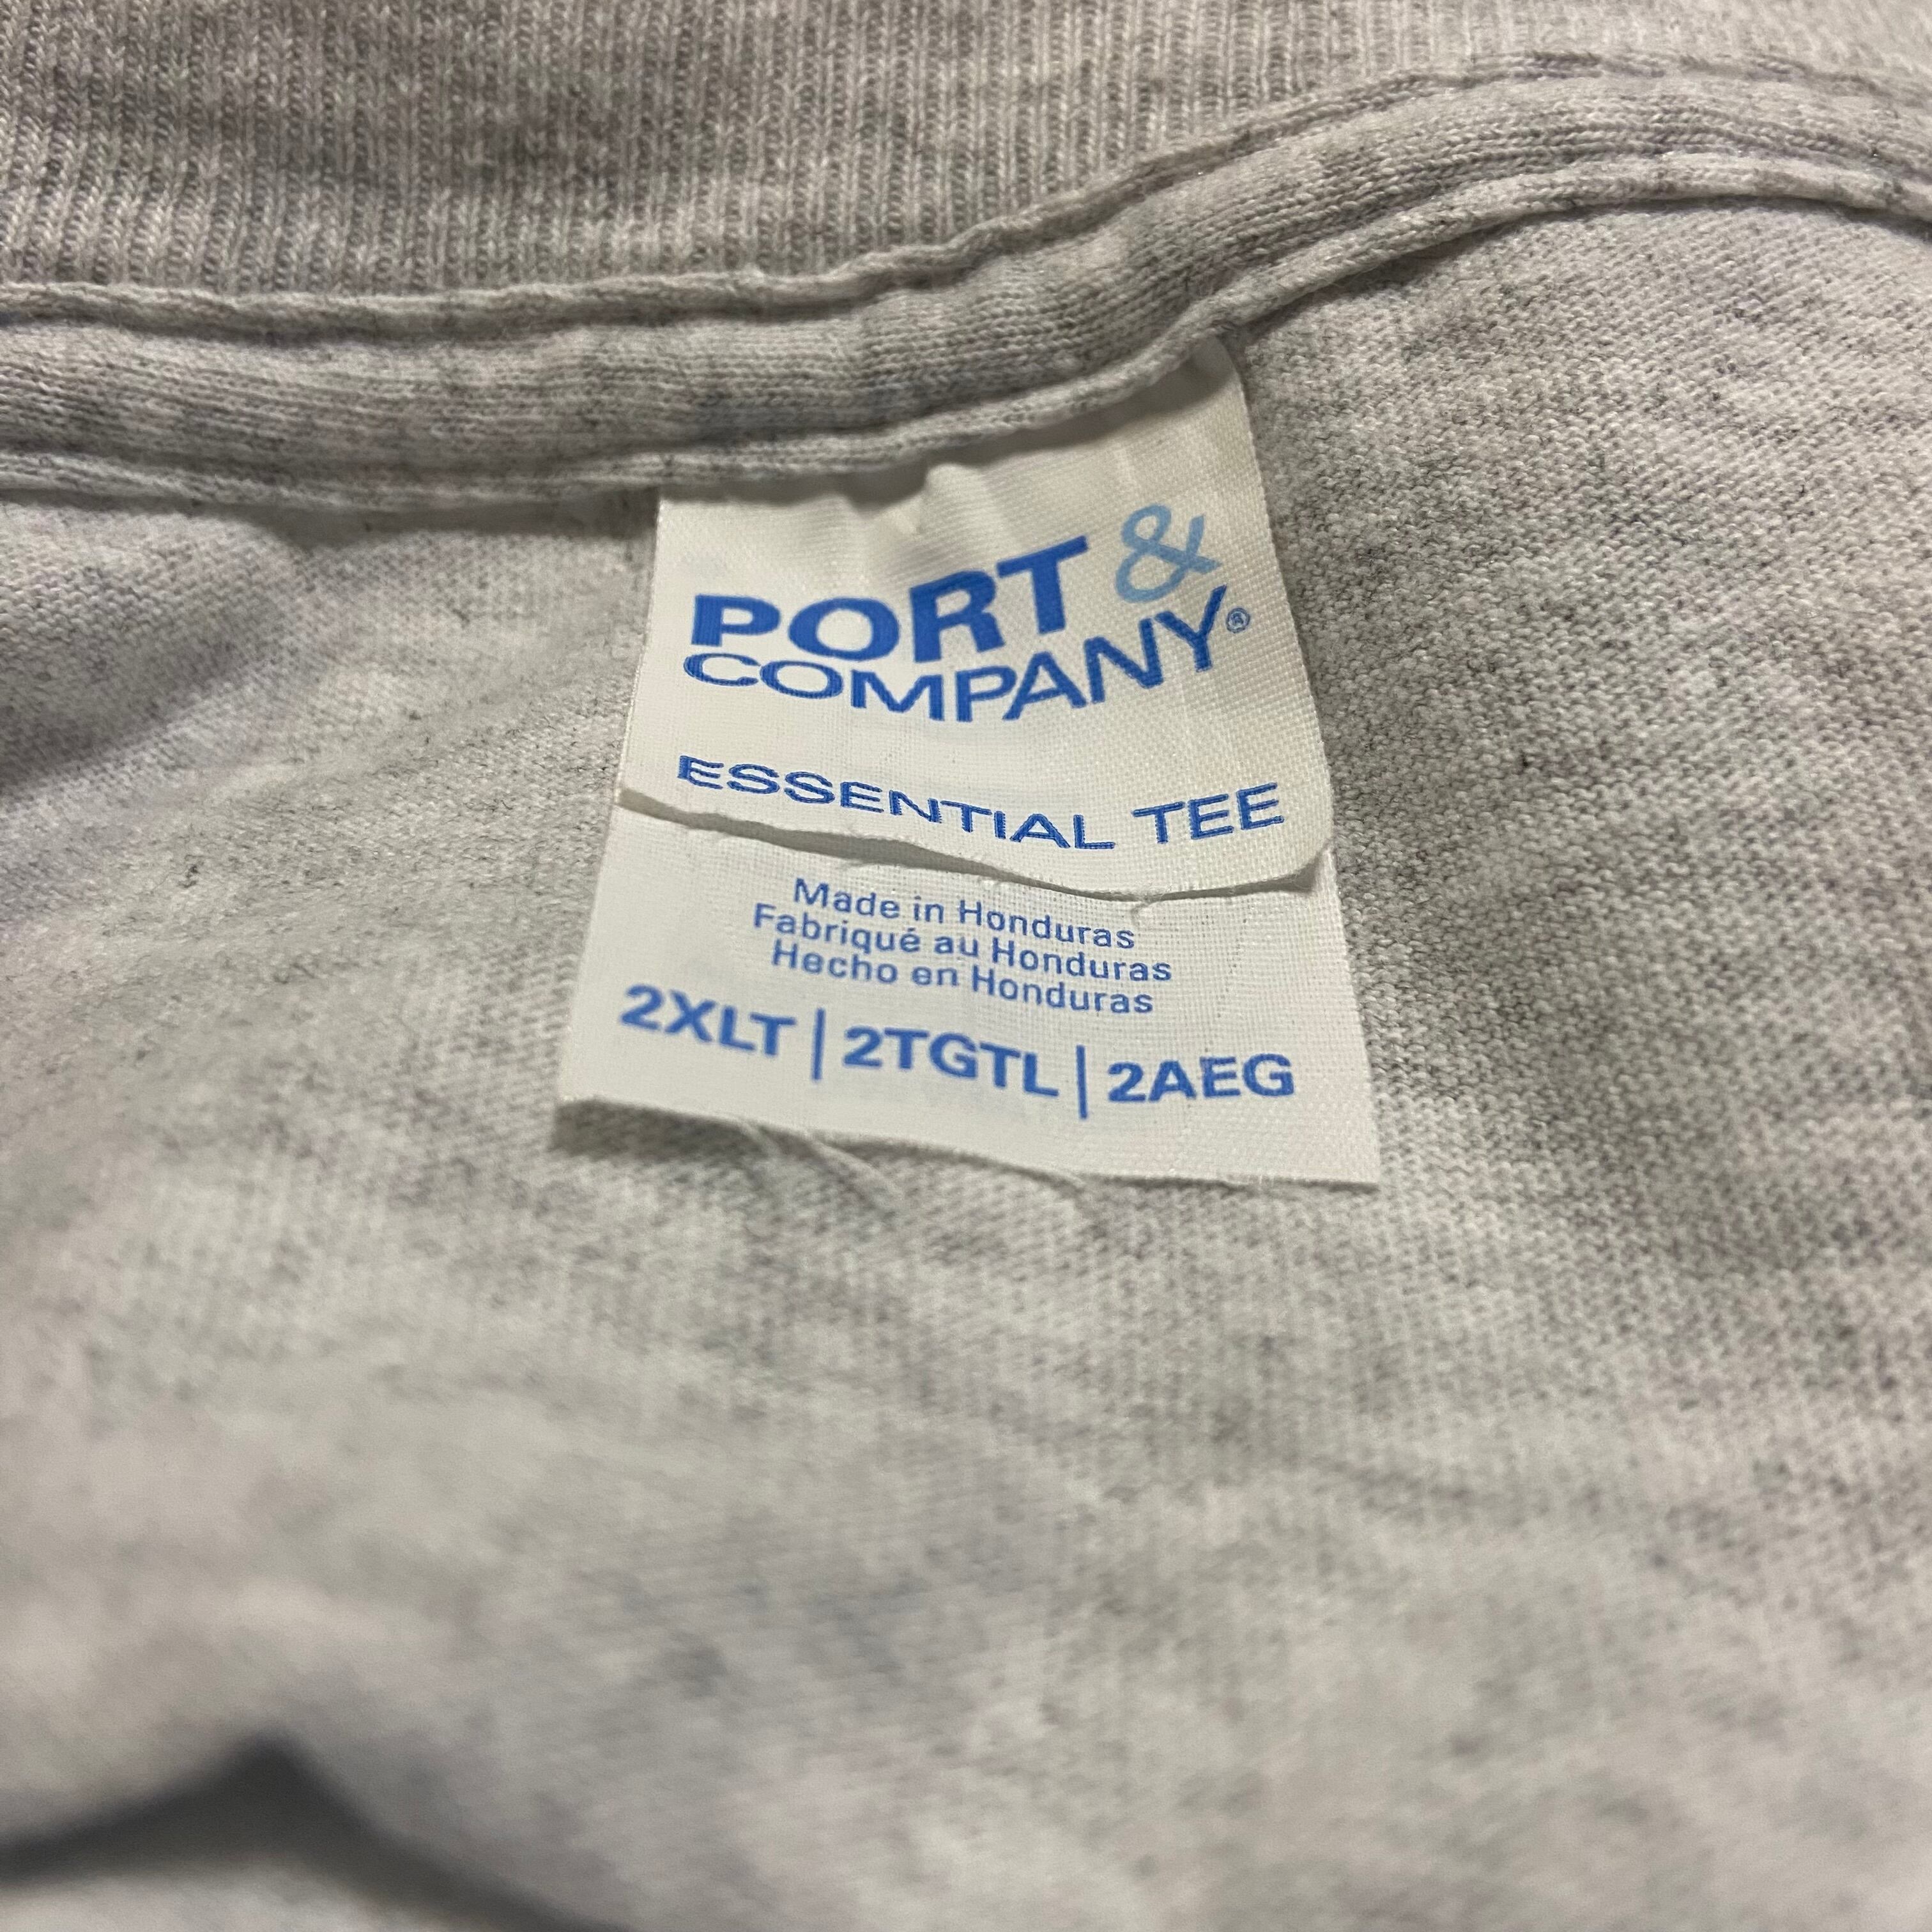 PORT &
COMPANY®
ESSENTIAL TEE
Made in Honduras
Fabriqué au Honduras
Hecho en Honduras
2XLT | 2TGTL | 2AEG